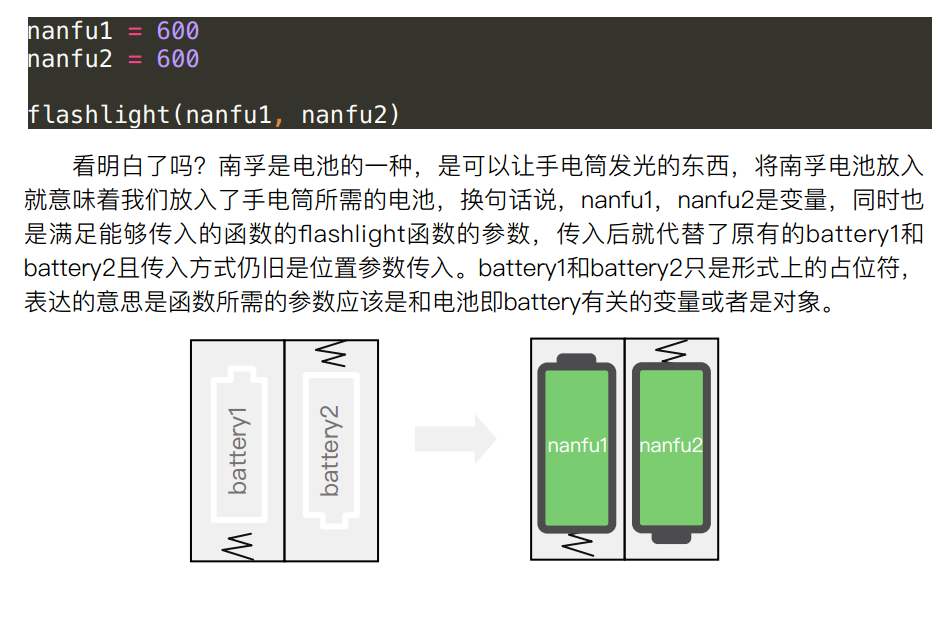 nanfu1 = 600
nanfu2 = 600
flashlight(nanfu1, nanfu2)
看明白了吗？南孚是电池的一种，是可以让手电筒发光的东西，将南孚电池放入
就意味着我们放入了手电筒所需的电池，换句话说，nanfu1，nanfu2是变量，同时也
是满足能够传入的函数的flashlight函数的参数，传入后就代替了原有的battery1和
battery2且传入方式仍旧是位置参数传入。battery1和battery2只是形式上的占位符，
表达的意思是函数所需的参数应该是和电池即battery有关的变量或者是对象。
battery1
battery2
nanfu1
nanfu2